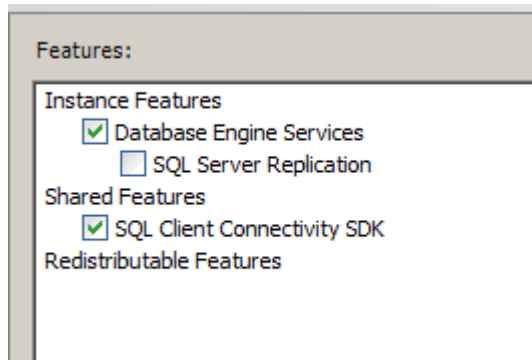 Features:
Instance Features
Database Engine Services
SQL Server Replication
Shared Features
SQL Client Connectivity SDK
Redistributable Features